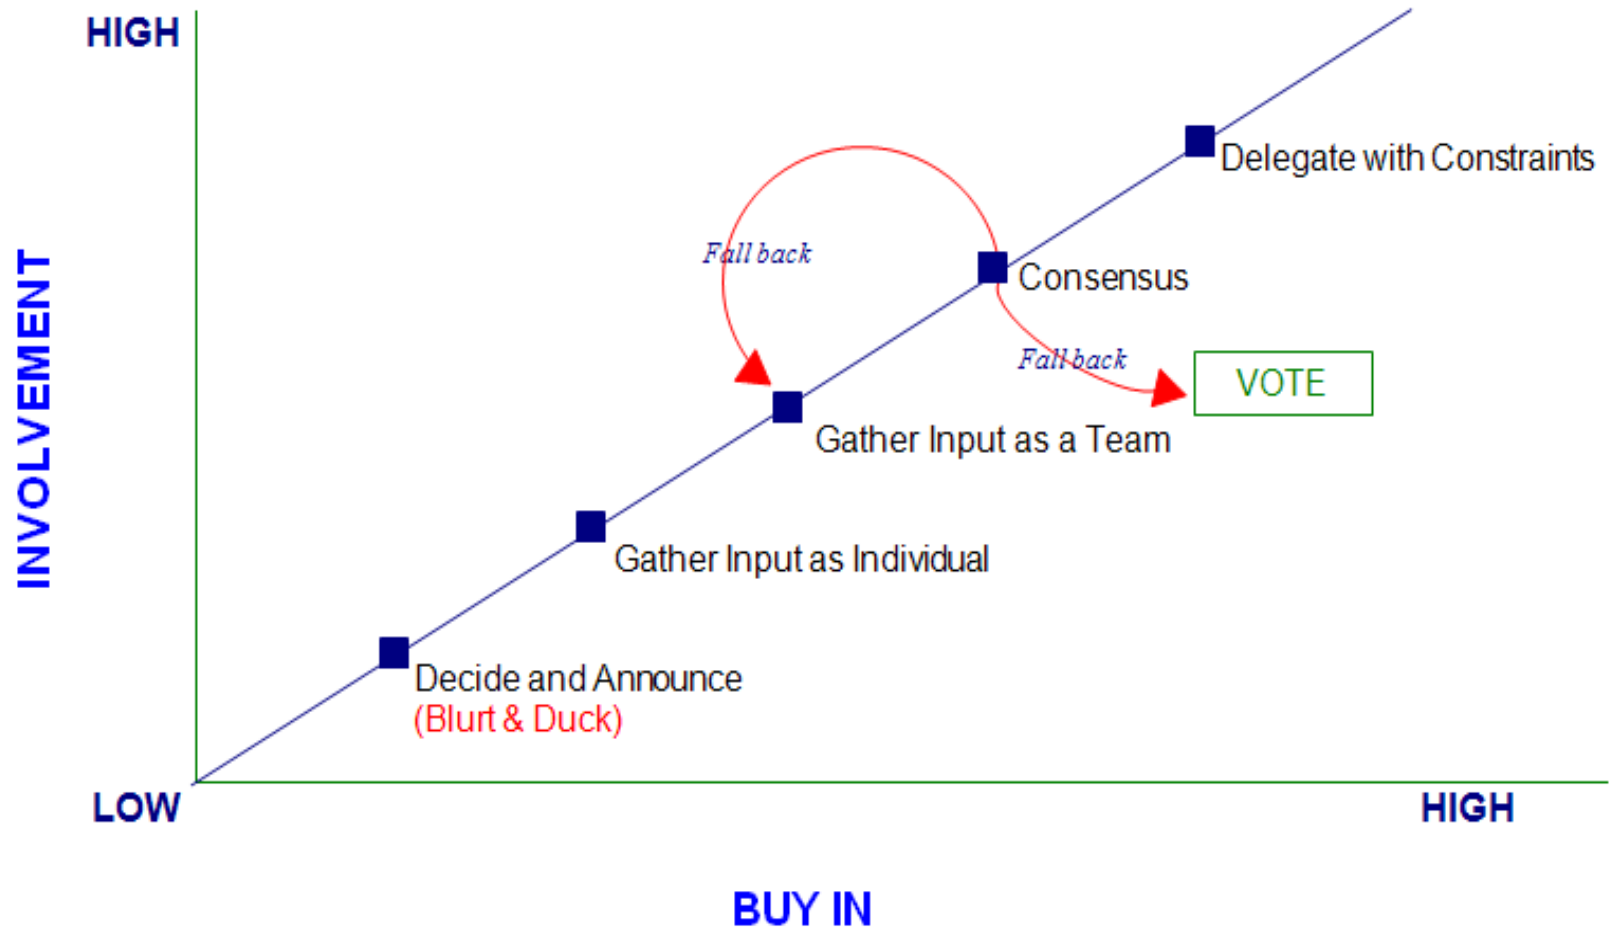 HIGH
Delegate with Constraints
Fall back
Consensus
INVOLVEMENT
Fall back
VOTE
Gather Input as a Team
Gather Input as Individual
Decide and Announce
(Blurt & Duck)
LOW
HIGH
BUY IN